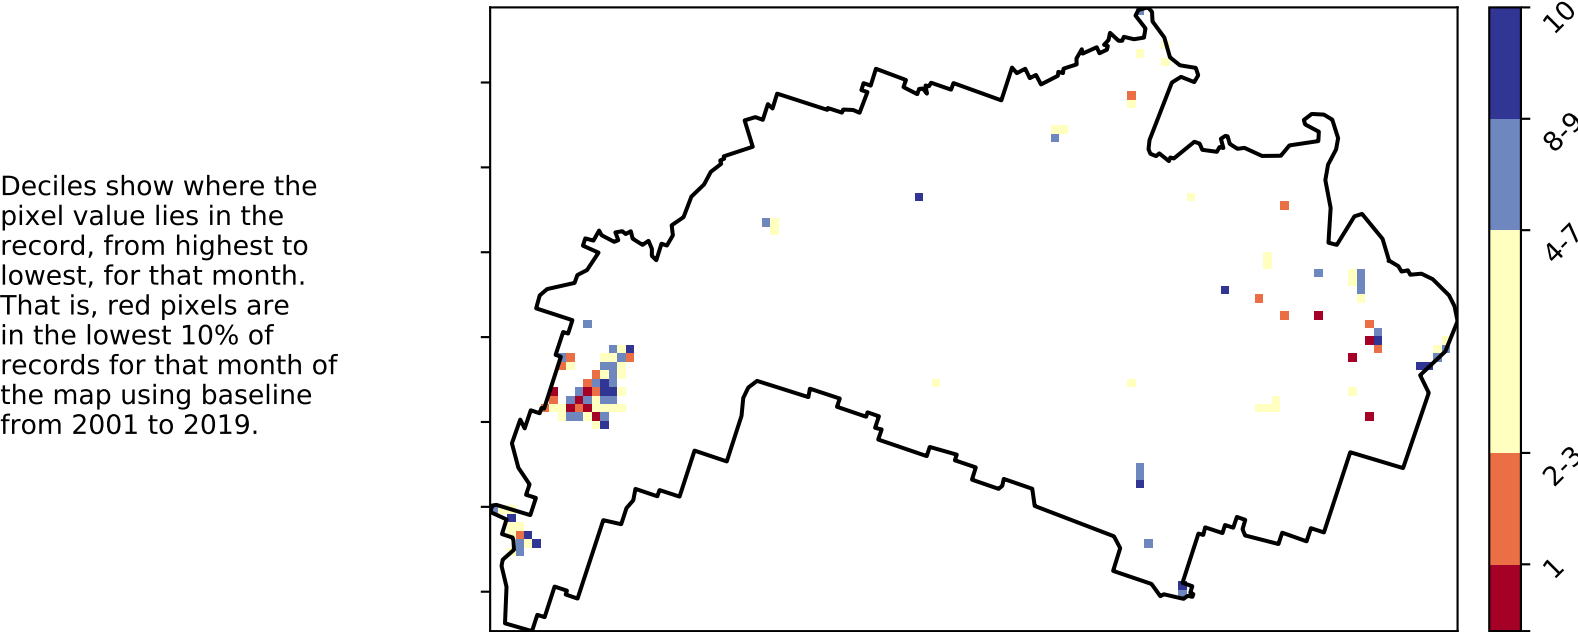 Deciles show where the
pixel value lies in the
record, from highest to
lowest, for that month.
That is, red pixels are
in the lowest 10% of
records for that month of
the map using baseline
from 2001 to 2019.
10
8-9
4-7
2-3
1